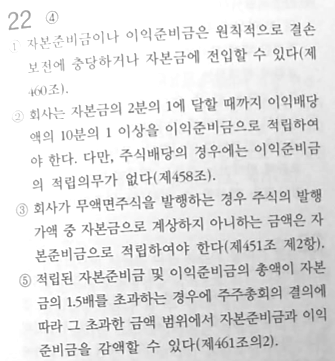 22 ④
① 자본준비금이나 이익준비금은 원칙적으로 결손
보전에 충당하거나 자본금에 전입할 수 있다(제
460조).
② 회사는 자본금의 2분의 1에 달할 때까지 이익배당
액의 10분의 1 이상을 이익준비금으로 적립하여
야 한다. 다만, 주식배당의 경우에는 이익준비금
의 적립의무가 없다(제458조).
③ 회사가 무액면주식을 발행하는 경우 주식의 발행
가액 중 자본금으로 계상하지 아니하는 금액은 자
본준비금으로 적립하여야 한다(제451조 제2항).
⑤ 적립된 자본준비금 및 이익준비금의 총액이 자본
금의 1.5배를 초과하는 경우에 주주총회의 결의에
따라 그 초과한 금액 범위에서 자본준비금과 이익
준비금을 감액할 수 있다(제461조의2).